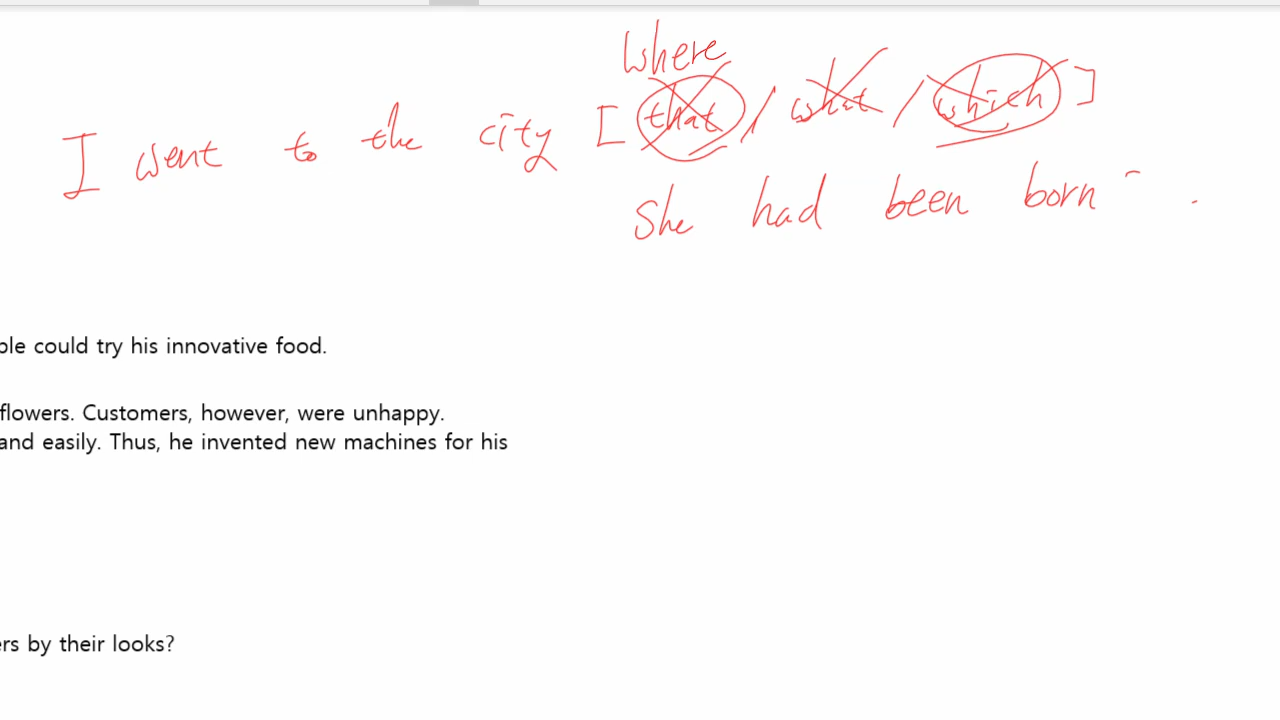 where
I went to the city [ that / what / which ]
She had been born .
ple could try his innovative food.
flowers. Customers, however, were unhappy.
and easily. Thus, he invented new machines for his
ers by their looks?